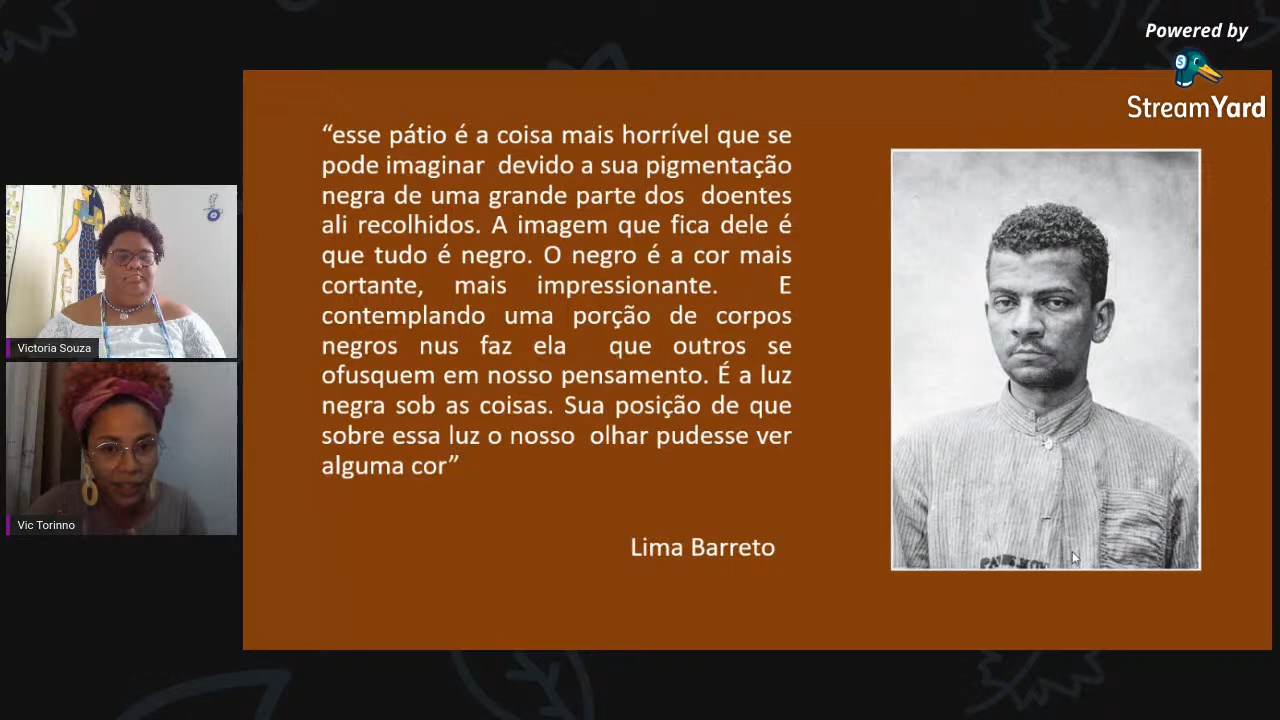 Powered by
StreamYard
“esse pátio é a coisa mais horrível que se
pode imaginar devido a sua pigmentação
negra de uma grande parte dos doentes
ali recolhidos. A imagem que fica dele é
que tudo é negro. O negro é a cor mais
cortante, mais impressionante. E
contemplando uma porção de corpos
negros nus faz ela que outros se
ofusquem em nosso pensamento. É a luz
negra sob as coisas. Sua posição de que
sobre essa luz o nosso olhar pudesse ver
alguma cor”
Lima Barreto
Victoria Souza
Vic Torinno